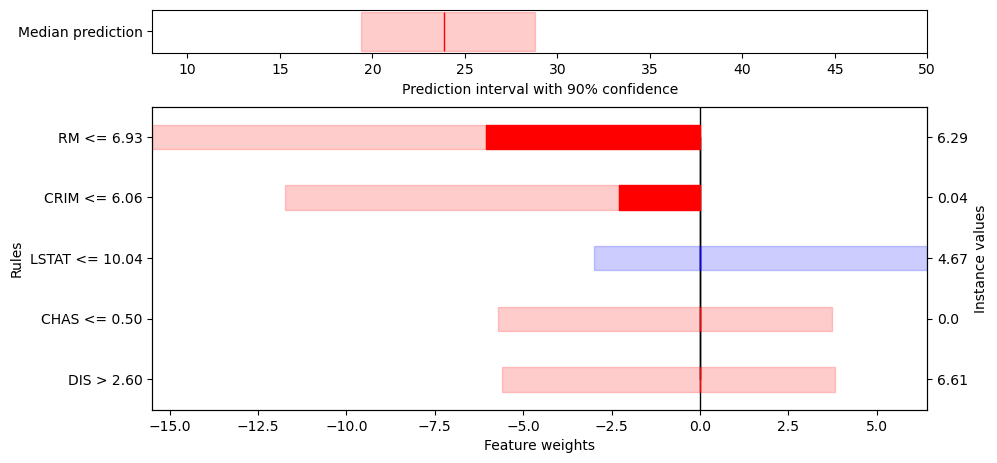 Median prediction
10 15 20 25 30 35 40 45 50
Prediction interval with 90% confidence
RM <= 6.93 6.29
CRIM <= 6.06 0.04
LSTAT <= 10.04 4.67
CHAS <= 0.50 0.0
DIS > 2.60 6.61
Rules
Instance values
−15.0 −12.5 −10.0 −7.5 −5.0 −2.5 0.0 2.5 5.0
Feature weights